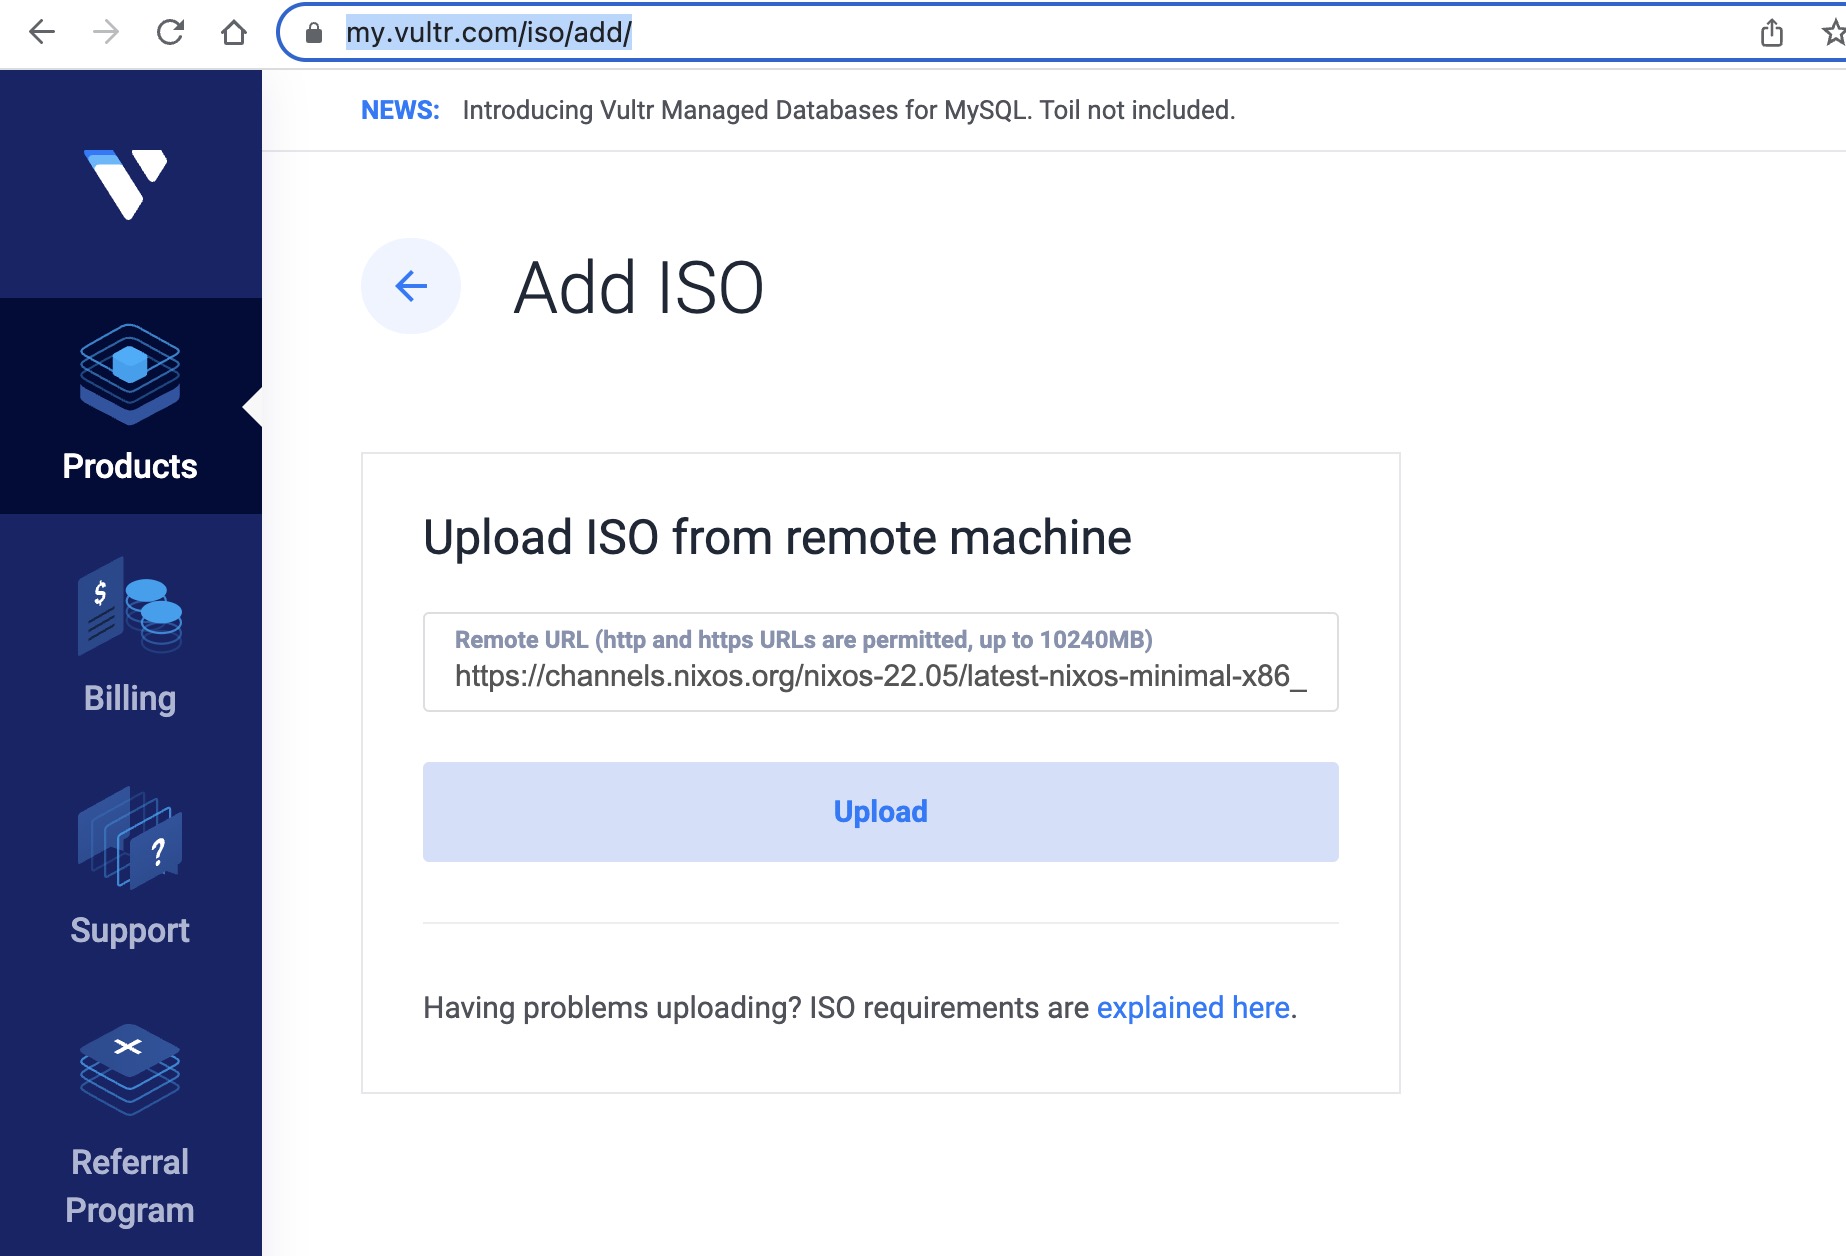 my.vultr.com/iso/add/
NEWS: Introducing Vultr Managed Databases for MySQL. Toil not included.
Add ISO
Products
Upload ISO from remote machine
Remote URL (http and https URLs are permitted, up to 10240MB)
https://channels.nixos.org/nixos-22.05/latest-nixos-minimal-x86_
Upload
$
Billing
?
Support
Having problems uploading? ISO requirements are explained here.
Referral
Program